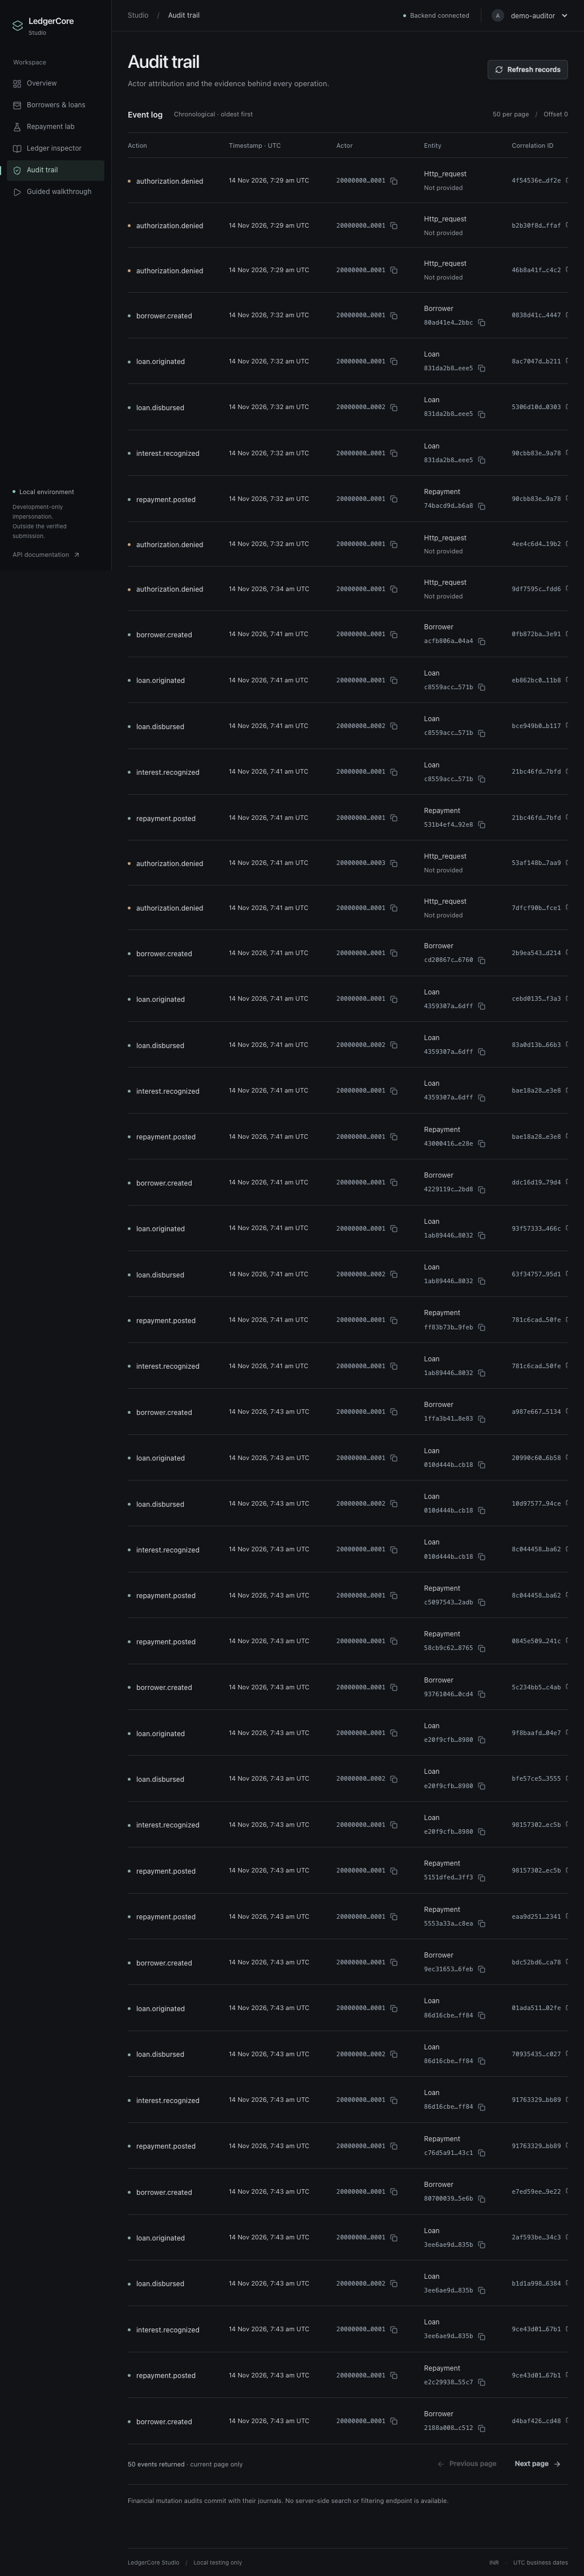 LedgerCore
Studio
Workspace
Overview
Borrowers & loans
Repayment lab
Ledger inspector
Audit trail
Guided walkthrough
Local environment
Development-only
impersonation.
Outside the verified
submission.
API documentation
Studio / Audit trail
Backend connected
A demo-auditor
Audit trail
Actor attribution and the evidence behind every operation.
Refresh records
Event log Chronological · oldest first 50 per page / Offset 0
Action Timestamp · UTC Actor Entity Correlation ID
authorization.denied 14 Nov 2026, 7:29 am UTC 20000000…0001 Http_request Not provided 4f54536e…df2e
authorization.denied 14 Nov 2026, 7:29 am UTC 20000000…0001 Http_request Not provided b2b30f8d…ffaf
authorization.denied 14 Nov 2026, 7:29 am UTC 20000000…0001 Http_request Not provided 46b8a41f…c4c2
borrower.created 14 Nov 2026, 7:32 am UTC 20000000…0001 Borrower 80ad41e4…2bbc 0838d41c…4447
loan.originated 14 Nov 2026, 7:32 am UTC 20000000…0001 Loan 831da2b8…eee5 8ac7047d…b211
loan.disbursed 14 Nov 2026, 7:32 am UTC 20000000…0002 Loan 831da2b8…eee5 5306d10d…0303
interest.recognized 14 Nov 2026, 7:32 am UTC 20000000…0001 Loan 831da2b8…eee5 90cbb83e…9a78
repayment.posted 14 Nov 2026, 7:32 am UTC 20000000…0001 Repayment 74bacd9d…b6a8 90cbb83e…9a78
authorization.denied 14 Nov 2026, 7:32 am UTC 20000000…0001 Http_request Not provided 4ee4c6d4…19b2
authorization.denied 14 Nov 2026, 7:34 am UTC 20000000…0001 Http_request Not provided 9df7595c…fdd6
borrower.created 14 Nov 2026, 7:41 am UTC 20000000…0001 Borrower acfb806a…04a4 0fb872ba…3e91
loan.originated 14 Nov 2026, 7:41 am UTC 20000000…0001 Loan c8559acc…571b eb862bc0…11b8
loan.disbursed 14 Nov 2026, 7:41 am UTC 20000000…0002 Loan c8559acc…571b bce949b0…b117
interest.recognized 14 Nov 2026, 7:41 am UTC 20000000…0001 Loan c8559acc…571b 21bc46fd…7bfd
repayment.posted 14 Nov 2026, 7:41 am UTC 20000000…0001 Repayment 531b4ef4…92e8 21bc46fd…7bfd
authorization.denied 14 Nov 2026, 7:41 am UTC 20000000…0003 Http_request Not provided 53af148b…7aa9
authorization.denied 14 Nov 2026, 7:41 am UTC 20000000…0001 Http_request Not provided 7dfcf90b…fce1
borrower.created 14 Nov 2026, 7:41 am UTC 20000000…0001 Borrower cd20867c…6760 2b9ea543…d214
loan.originated 14 Nov 2026, 7:41 am UTC 20000000…0001 Loan 4359307a…6dff cebd0135…f3a3
loan.disbursed 14 Nov 2026, 7:41 am UTC 20000000…0002 Loan 4359307a…6dff 83a0d13b…66b3
interest.recognized 14 Nov 2026, 7:41 am UTC 20000000…0001 Loan 4359307a…6dff bae18a28…e3e8
repayment.posted 14 Nov 2026, 7:41 am UTC 20000000…0001 Repayment 43000416…e28e bae18a28…e3e8
borrower.created 14 Nov 2026, 7:41 am UTC 20000000…0001 Borrower 4229119c…2bd8 ddc16d19…79d4
loan.originated 14 Nov 2026, 7:41 am UTC 20000000…0001 Loan 1ab89446…8032 93f57333…466c
loan.disbursed 14 Nov 2026, 7:41 am UTC 20000000…0002 Loan 1ab89446…8032 63f34757…95d1
repayment.posted 14 Nov 2026, 7:41 am UTC 20000000…0001 Repayment ff83b73b…9feb 781c6cad…50fe
interest.recognized 14 Nov 2026, 7:41 am UTC 20000000…0001 Loan 1ab89446…8032 781c6cad…50fe
borrower.created 14 Nov 2026, 7:43 am UTC 20000000…0001 Borrower 1ffa3b41…8e83 a987e667…5134
loan.originated 14 Nov 2026, 7:43 am UTC 20000000…0001 Loan 010d444b…cb18 20990c60…6b58
loan.disbursed 14 Nov 2026, 7:43 am UTC 20000000…0002 Loan 010d444b…cb18 10d97577…94ce
interest.recognized 14 Nov 2026, 7:43 am UTC 20000000…0001 Loan 010d444b…cb18 8c044458…ba62
repayment.posted 14 Nov 2026, 7:43 am UTC 20000000…0001 Repayment c5097543…2adb 8c044458…ba62
repayment.posted 14 Nov 2026, 7:43 am UTC 20000000…0001 Repayment 58cb9c62…8765 0845e509…241c
borrower.created 14 Nov 2026, 7:43 am UTC 20000000…0001 Borrower 93761046…0cd4 5c234bb5…c4ab
loan.originated 14 Nov 2026, 7:43 am UTC 20000000…0001 Loan e20f9cfb…8980 9f8baafd…04e7
loan.disbursed 14 Nov 2026, 7:43 am UTC 20000000…0002 Loan e20f9cfb…8980 bfe57ce5…3555
interest.recognized 14 Nov 2026, 7:43 am UTC 20000000…0001 Loan e20f9cfb…8980 98157302…ec5b
repayment.posted 14 Nov 2026, 7:43 am UTC 20000000…0001 Repayment 5151dfed…3ff3 98157302…ec5b
repayment.posted 14 Nov 2026, 7:43 am UTC 20000000…0001 Repayment 5553a33a…c8ea eaa9d251…2341
borrower.created 14 Nov 2026, 7:43 am UTC 20000000…0001 Borrower 9ec31653…6feb bdc52bd6…ca78
loan.originated 14 Nov 2026, 7:43 am UTC 20000000…0001 Loan 86d16cbe…ff84 01ada511…02fe
loan.disbursed 14 Nov 2026, 7:43 am UTC 20000000…0002 Loan 86d16cbe…ff84 70935435…c027
interest.recognized 14 Nov 2026, 7:43 am UTC 20000000…0001 Loan 86d16cbe…ff84 91763329…bb89
repayment.posted 14 Nov 2026, 7:43 am UTC 20000000…0001 Repayment c76d5a91…43c1 91763329…bb89
borrower.created 14 Nov 2026, 7:43 am UTC 20000000…0001 Borrower 80700039…5e6b e7ed59ee…9e22
loan.originated 14 Nov 2026, 7:43 am UTC 20000000…0001 Loan 3ee6ae9d…835b 2af593be…34c3
loan.disbursed 14 Nov 2026, 7:43 am UTC 20000000…0002 Loan 3ee6ae9d…835b b1d1a998…6384
interest.recognized 14 Nov 2026, 7:43 am UTC 20000000…0001 Loan 3ee6ae9d…835b 9ce43d01…67b1
repayment.posted 14 Nov 2026, 7:43 am UTC 20000000…0001 Repayment e2c29938…55c7 9ce43d01…67b1
borrower.created 14 Nov 2026, 7:43 am UTC 20000000…0001 Borrower 2188a008…c512 d4baf426…cd48
50 events returned · current page only Previous page Next page
Financial mutation audits commit with their journals. No server-side search or filtering endpoint is available.
LedgerCore Studio / Local testing only INR UTC business dates